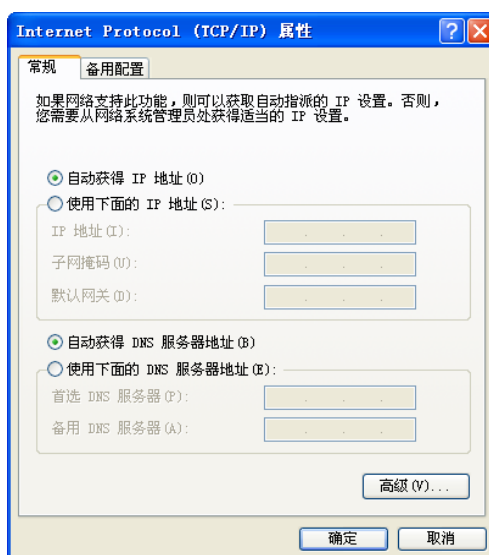 Internet Protocol (TCP/IP) 属性
常规 备用配置
如果网络支持此功能，则可以获取自动指派的 IP 设置。否则，
您需要从网络系统管理员处获得适当的 IP 设置。
自动获得 IP 地址(O)
使用下面的 IP 地址(S):
IP 地址(I):
子网掩码(U):
默认网关(D):
自动获得 DNS 服务器地址(B)
使用下面的 DNS 服务器地址(E):
首选 DNS 服务器(P):
备用 DNS 服务器(A):
高级(V)...
确定 取消